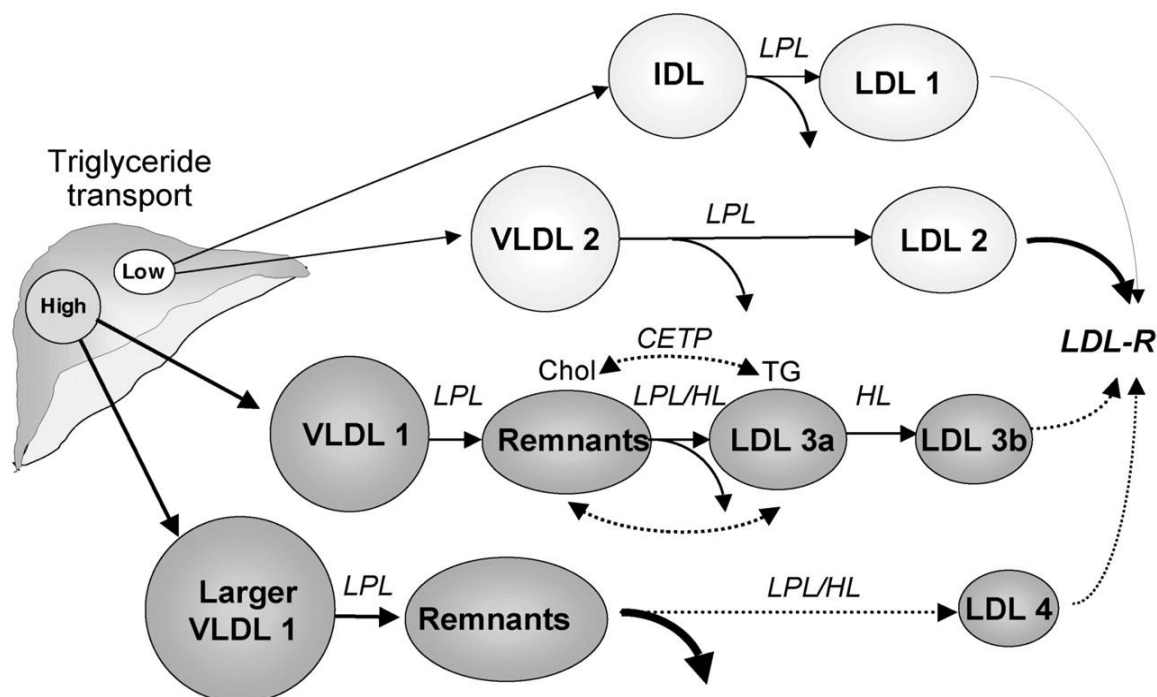 LPL
IDL
LDL 1
Triglyceride
transport
LPL
VLDL 2
LDL 2
Low
High
LDL-R
CETP
Chol
TG
LPL
LPL/HL
HL
VLDL 1
Remnants
LDL 3a
LDL 3b
LPL
LPL/HL
Larger
VLDL 1
Remnants
LDL 4